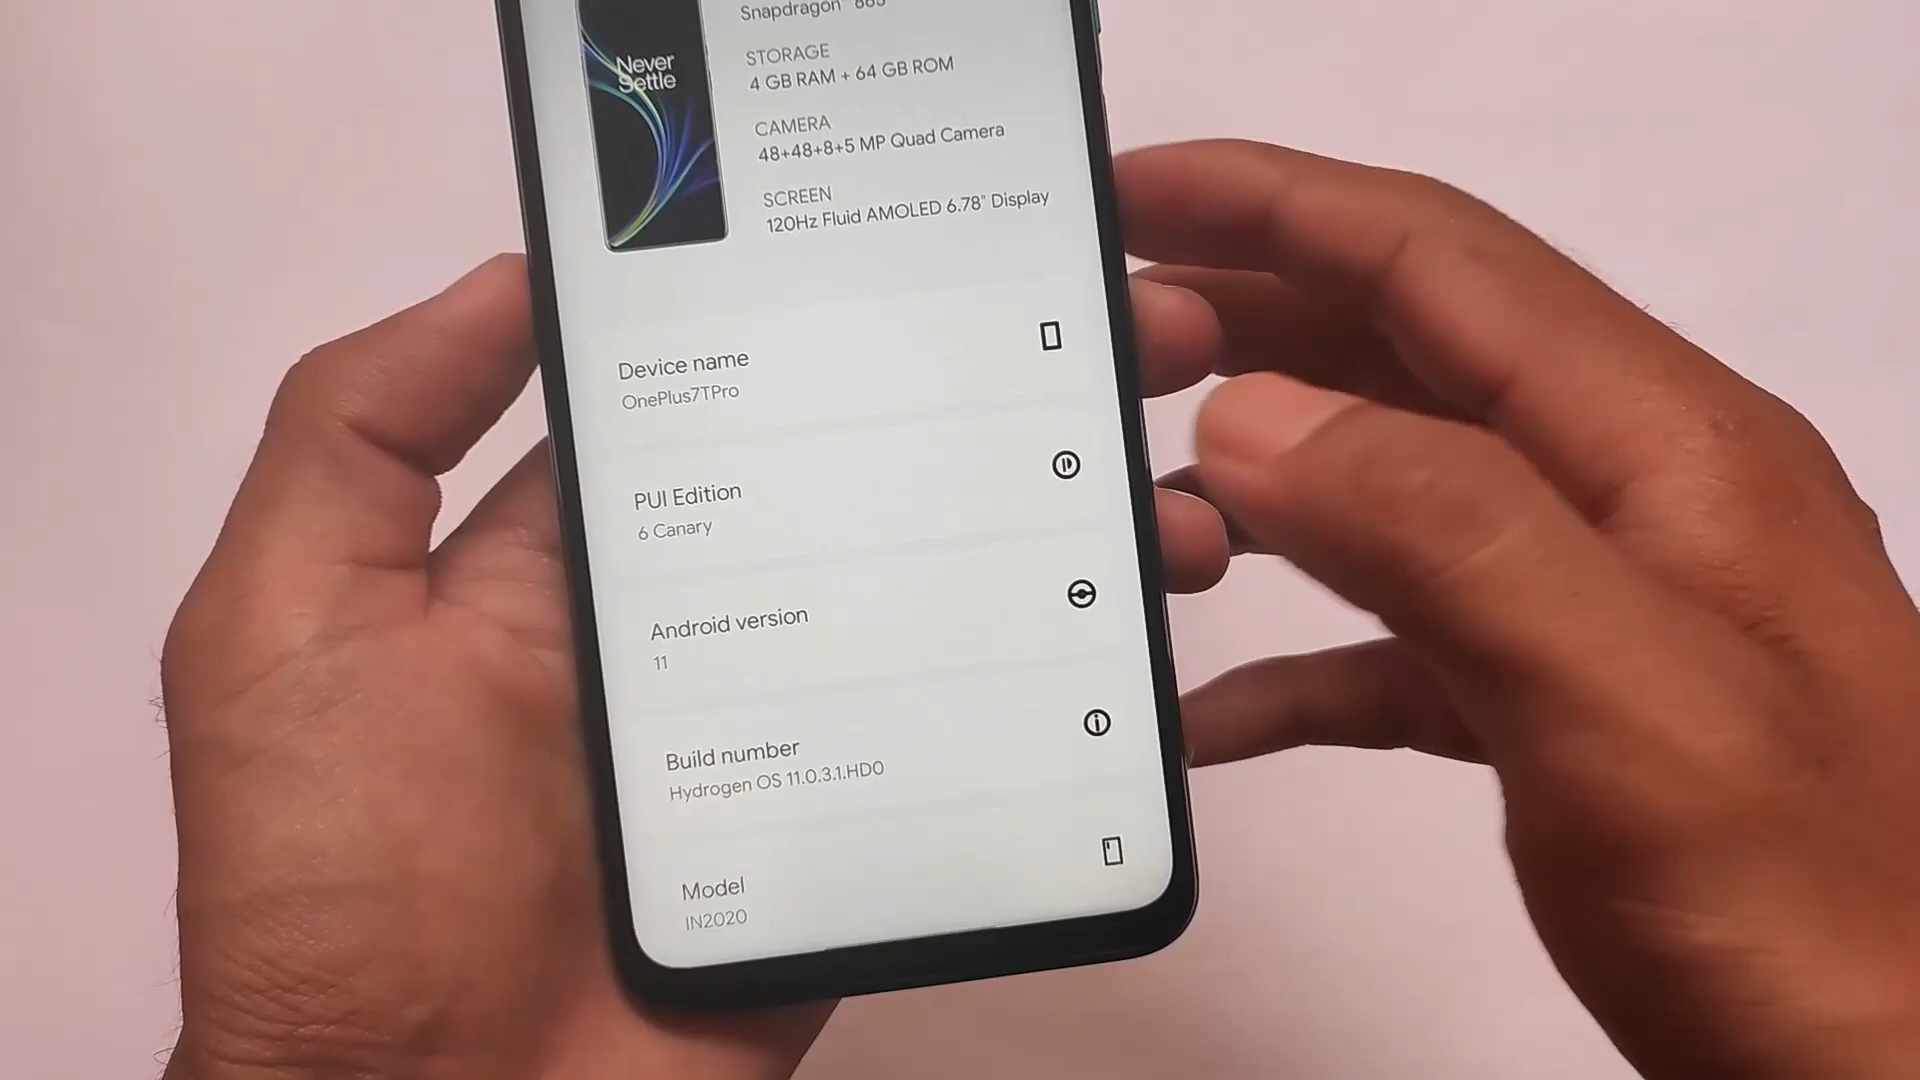 Snapdragon 865
Never
Settle
STORAGE
4 GB RAM + 64 GB ROM
CAMERA
48+48+8+5 MP Quad Camera
SCREEN
120Hz Fluid AMOLED 6.78" Display
Device name
OnePlus7TPro
PUI Edition
6 Canary
Android version
11
Build number
Hydrogen OS 11.0.3.1.HD0
Model
IN2020